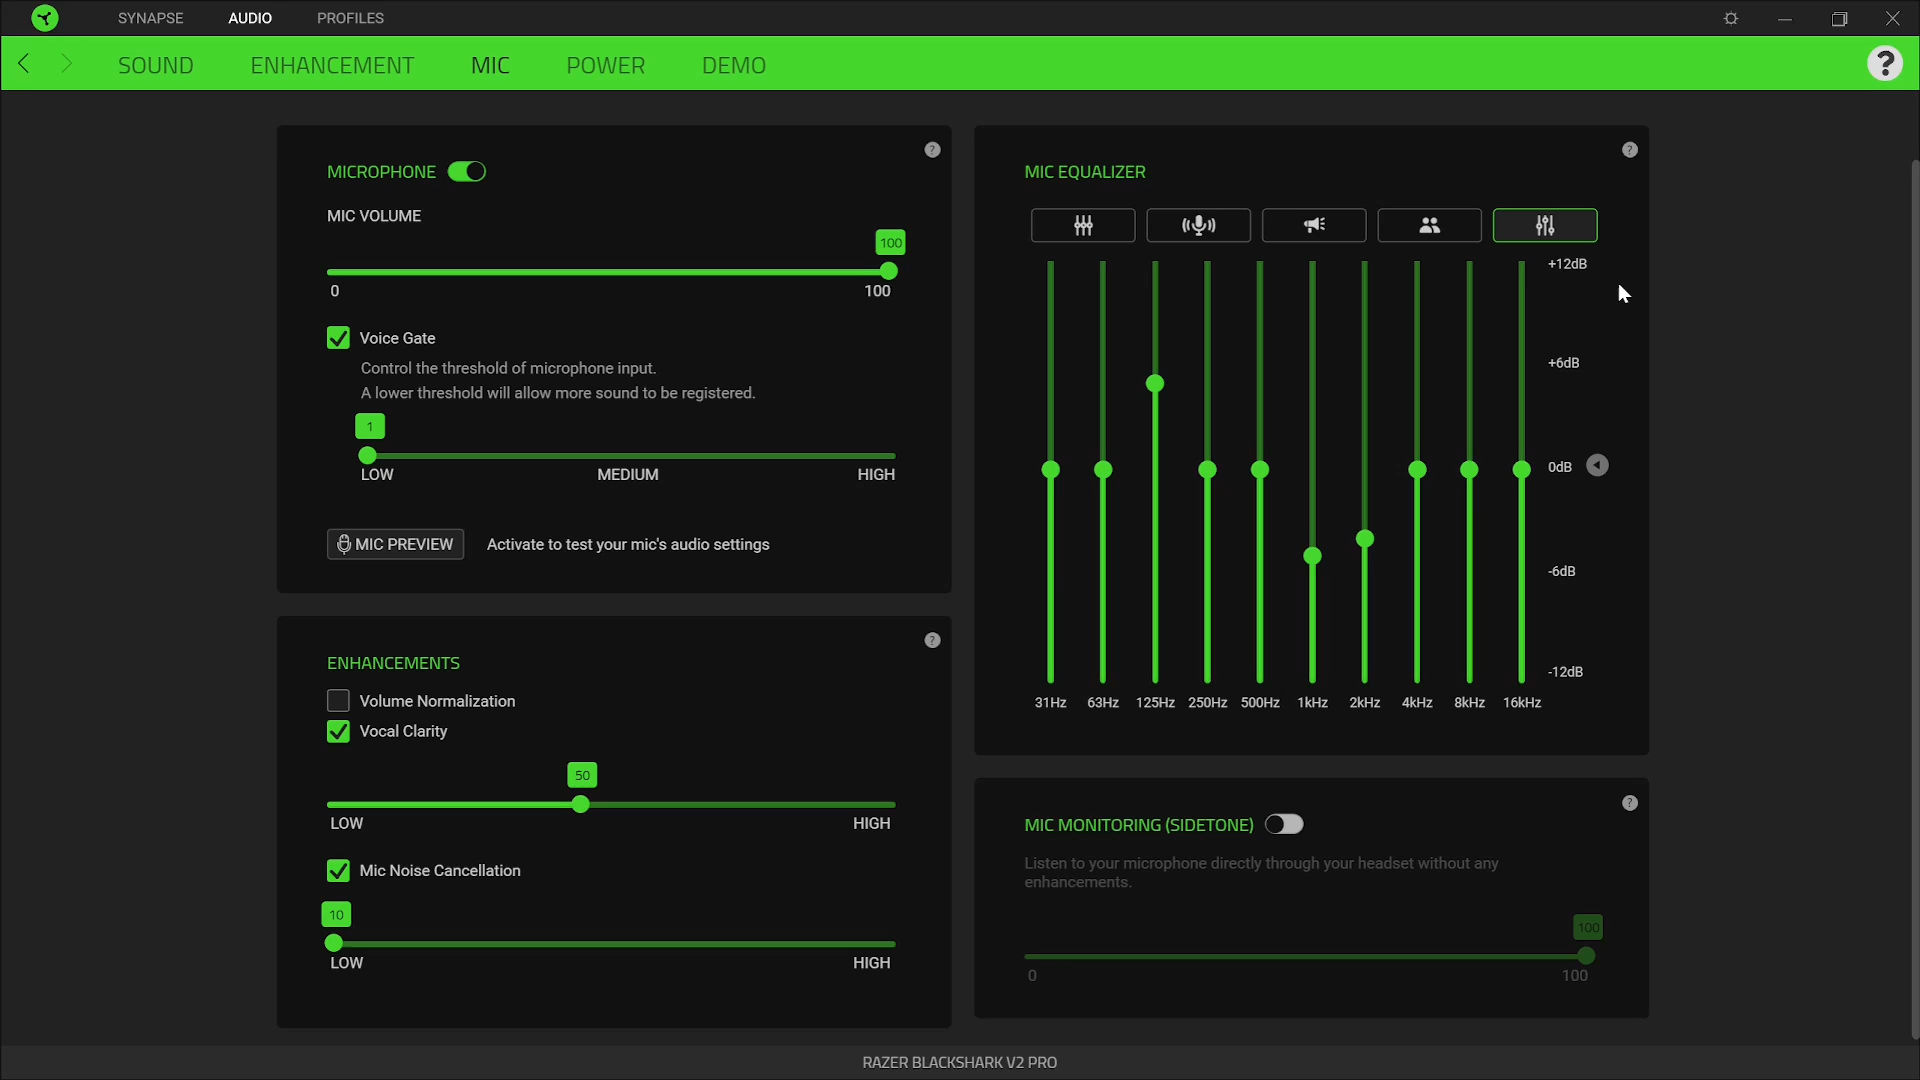 SYNAPSE AUDIO PROFILES
SOUND ENHANCEMENT MIC POWER DEMO
?
?
MICROPHONE
MIC VOLUME
100
0 100
Voice Gate
Control the threshold of microphone input.
A lower threshold will allow more sound to be registered.
1
LOW MEDIUM HIGH
MIC PREVIEW Activate to test your mic's audio settings
?
ENHANCEMENTS
Volume Normalization
Vocal Clarity
50
LOW HIGH
Mic Noise Cancellation
10
LOW HIGH
?
MIC EQUALIZER
+12dB
+6dB
0dB
-6dB
-12dB
31Hz 63Hz 125Hz 250Hz 500Hz 1kHz 2kHz 4kHz 8kHz 16kHz
?
MIC MONITORING (SIDETONE)
Listen to your microphone directly through your headset without any
enhancements.
100
0 100
RAZER BLACKSHARK V2 PRO